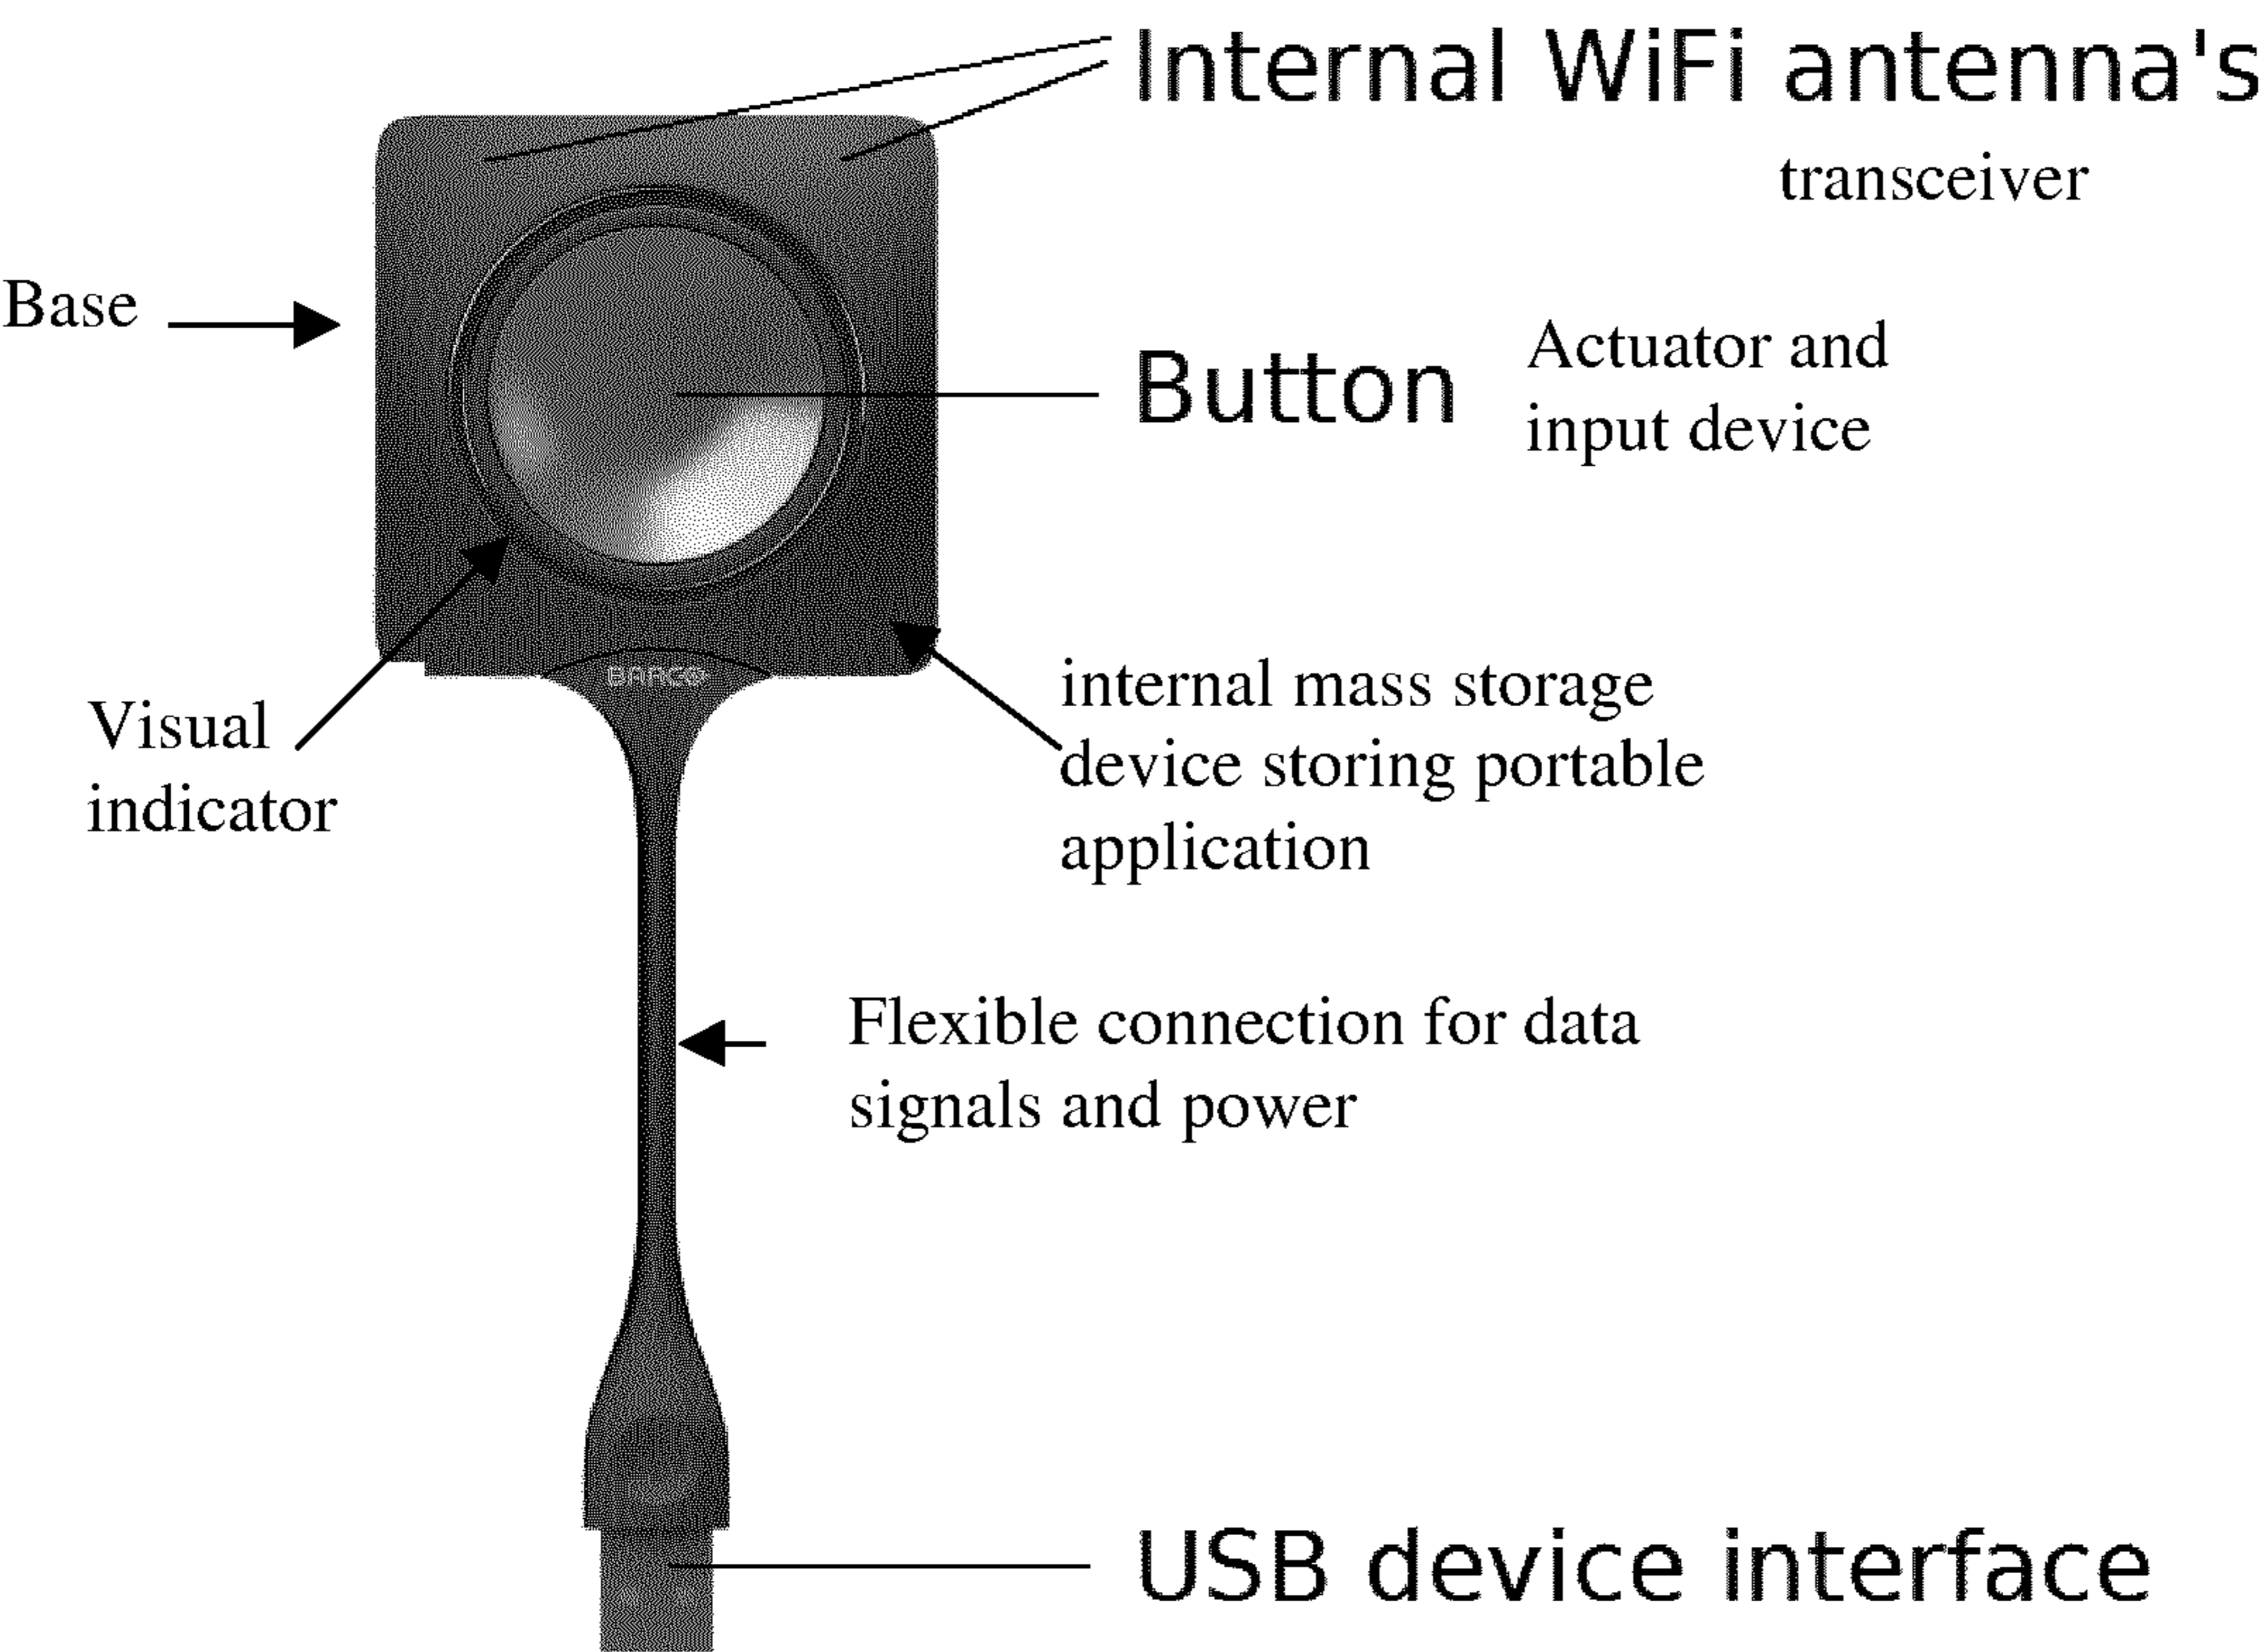 Internal WiFi antenna's
transceiver
Base
Button
Actuator and
input device
BARCO
Visual
indicator
internal mass storage
device storing portable
application
Flexible connection for data
signals and power
USB device interface